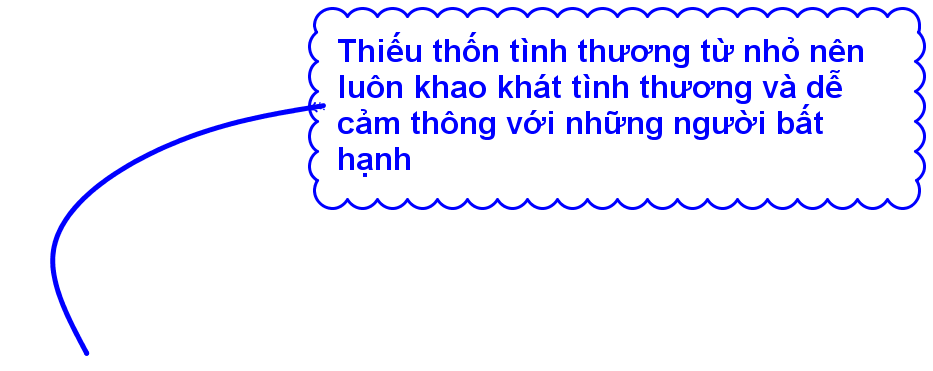 Thiếu thốn tình thương từ nhỏ nên
luôn khao khát tình thương và dễ
cảm thông với những người bất
hạnh